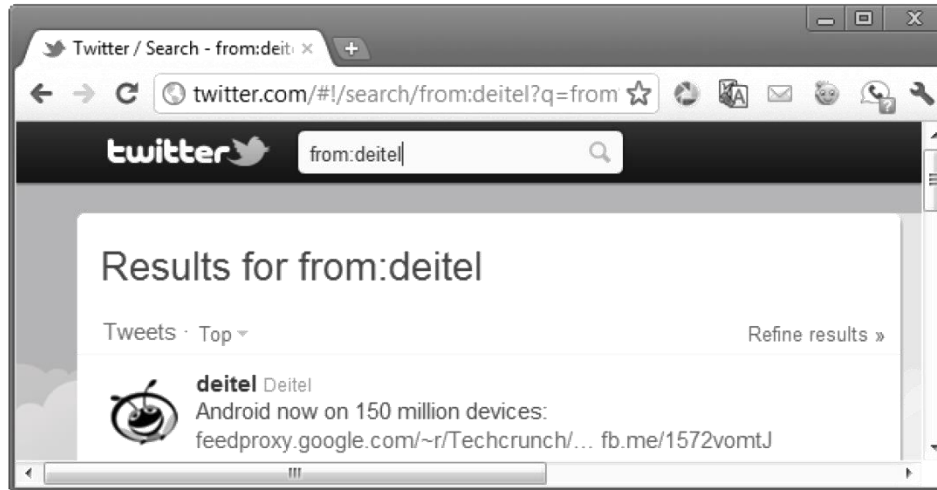 Twitter / Search - from:deit
twitter.com/#!/search/from:deitel?q=from
twitter
from:deitel
Results for from:deitel
Tweets · Top
Refine results »
deitel Deitel
Android now on 150 million devices:
feedproxy.google.com/~r/Techcrunch/... fb.me/1572vomtJ